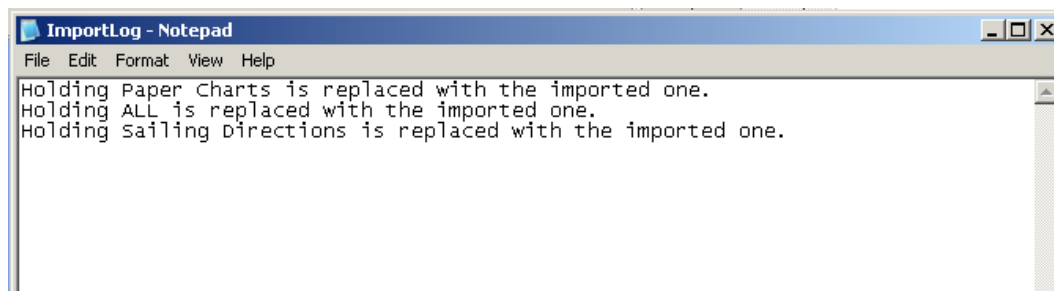 ImportLog - Notepad
File Edit Format View Help
Holding Paper Charts is replaced with the imported one.
Holding ALL is replaced with the imported one.
Holding Sailing Directions is replaced with the imported one.